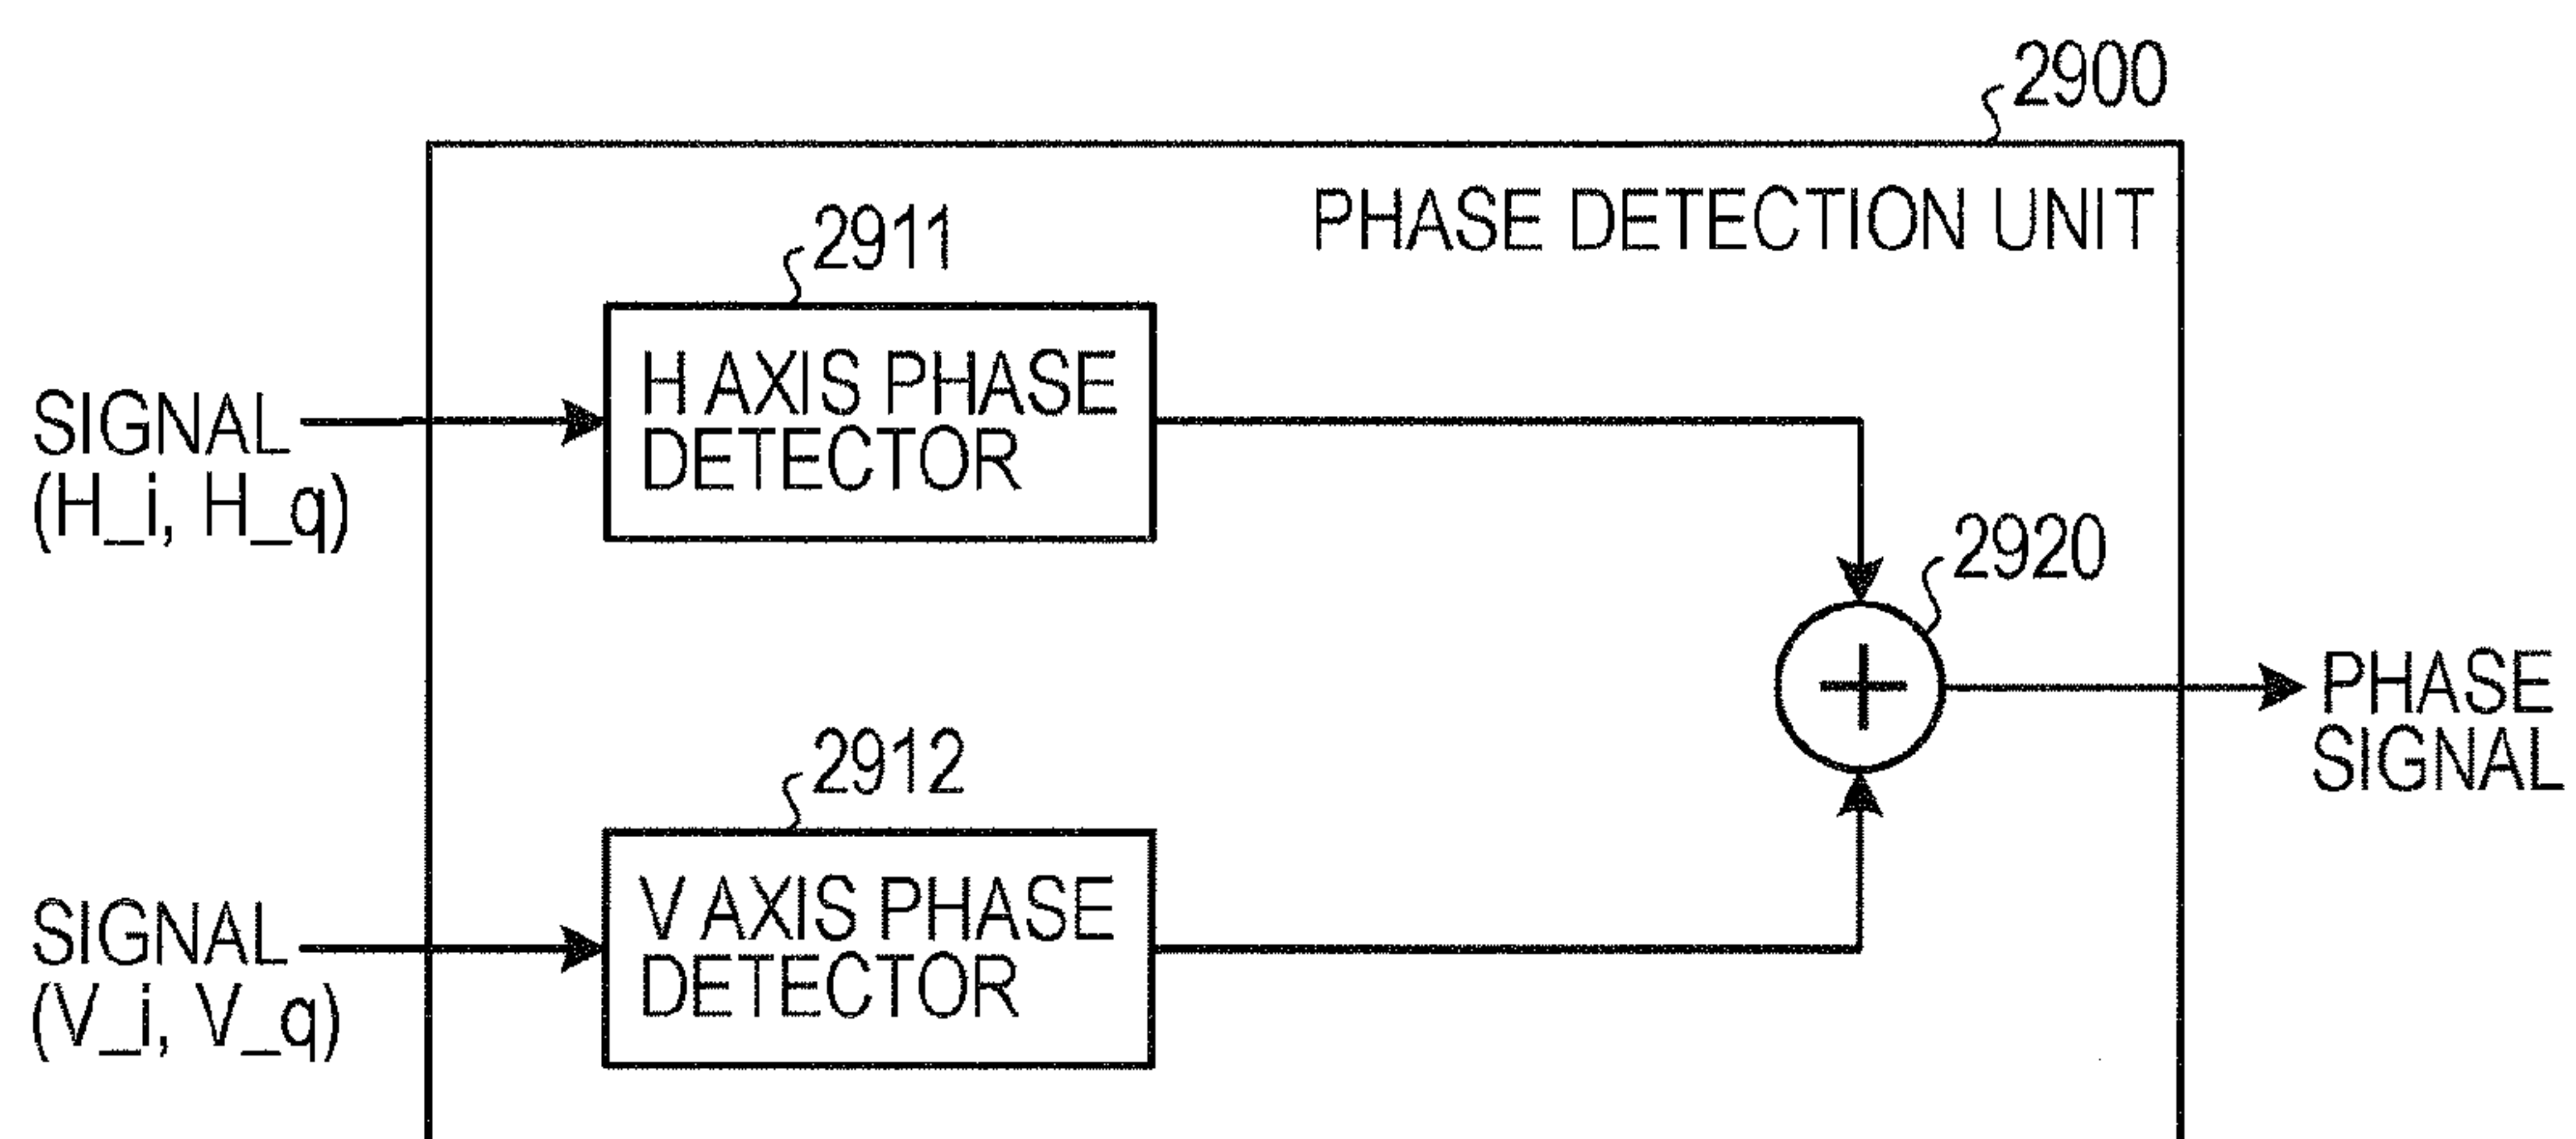 2900
PHASE DETECTION UNIT
2911
H AXIS PHASE
DETECTOR
SIGNAL
(H_i, H_q)
2920
+
PHASE
SIGNAL
2912
V AXIS PHASE
DETECTOR
SIGNAL
(V_i, V_q)